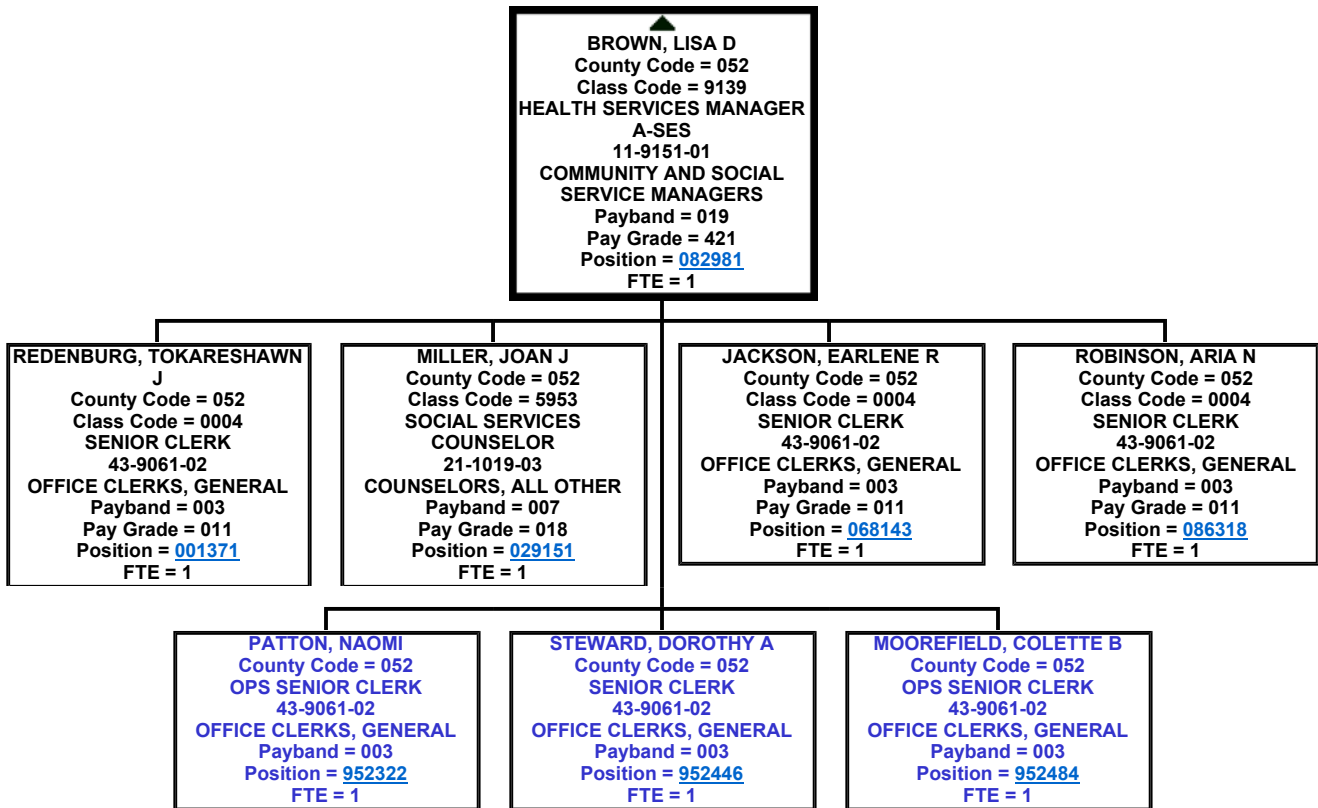 BROWN, LISA D
County Code = 052
Class Code = 9139
HEALTH SERVICES MANAGER
A-SES
11-9151-01
COMMUNITY AND SOCIAL
SERVICE MANAGERS
Payband = 019
Pay Grade = 421
Position = 082981
FTE = 1
REDENBURG, TOKARESHAWN
J
County Code = 052
Class Code = 0004
SENIOR CLERK
43-9061-02
OFFICE CLERKS, GENERAL
Payband = 003
Pay Grade = 011
Position = 001371
FTE = 1
MILLER, JOAN J
County Code = 052
Class Code = 5953
SOCIAL SERVICES
COUNSELOR
21-1019-03
COUNSELORS, ALL OTHER
Payband = 007
Pay Grade = 018
Position = 029151
FTE = 1
JACKSON, EARLENE R
County Code = 052
Class Code = 0004
SENIOR CLERK
43-9061-02
OFFICE CLERKS, GENERAL
Payband = 003
Pay Grade = 011
Position = 068143
FTE = 1
ROBINSON, ARIA N
County Code = 052
Class Code = 0004
SENIOR CLERK
43-9061-02
OFFICE CLERKS, GENERAL
Payband = 003
Pay Grade = 011
Position = 086318
FTE = 1
PATTON, NAOMI
County Code = 052
OPS SENIOR CLERK
43-9061-02
OFFICE CLERKS, GENERAL
Payband = 003
Position = 952322
FTE = 1
STEWARD, DOROTHY A
County Code = 052
SENIOR CLERK
43-9061-02
OFFICE CLERKS, GENERAL
Payband = 003
Position = 952446
FTE = 1
MOOREFIELD, COLETTE B
County Code = 052
OPS SENIOR CLERK
43-9061-02
OFFICE CLERKS, GENERAL
Payband = 003
Position = 952484
FTE = 1